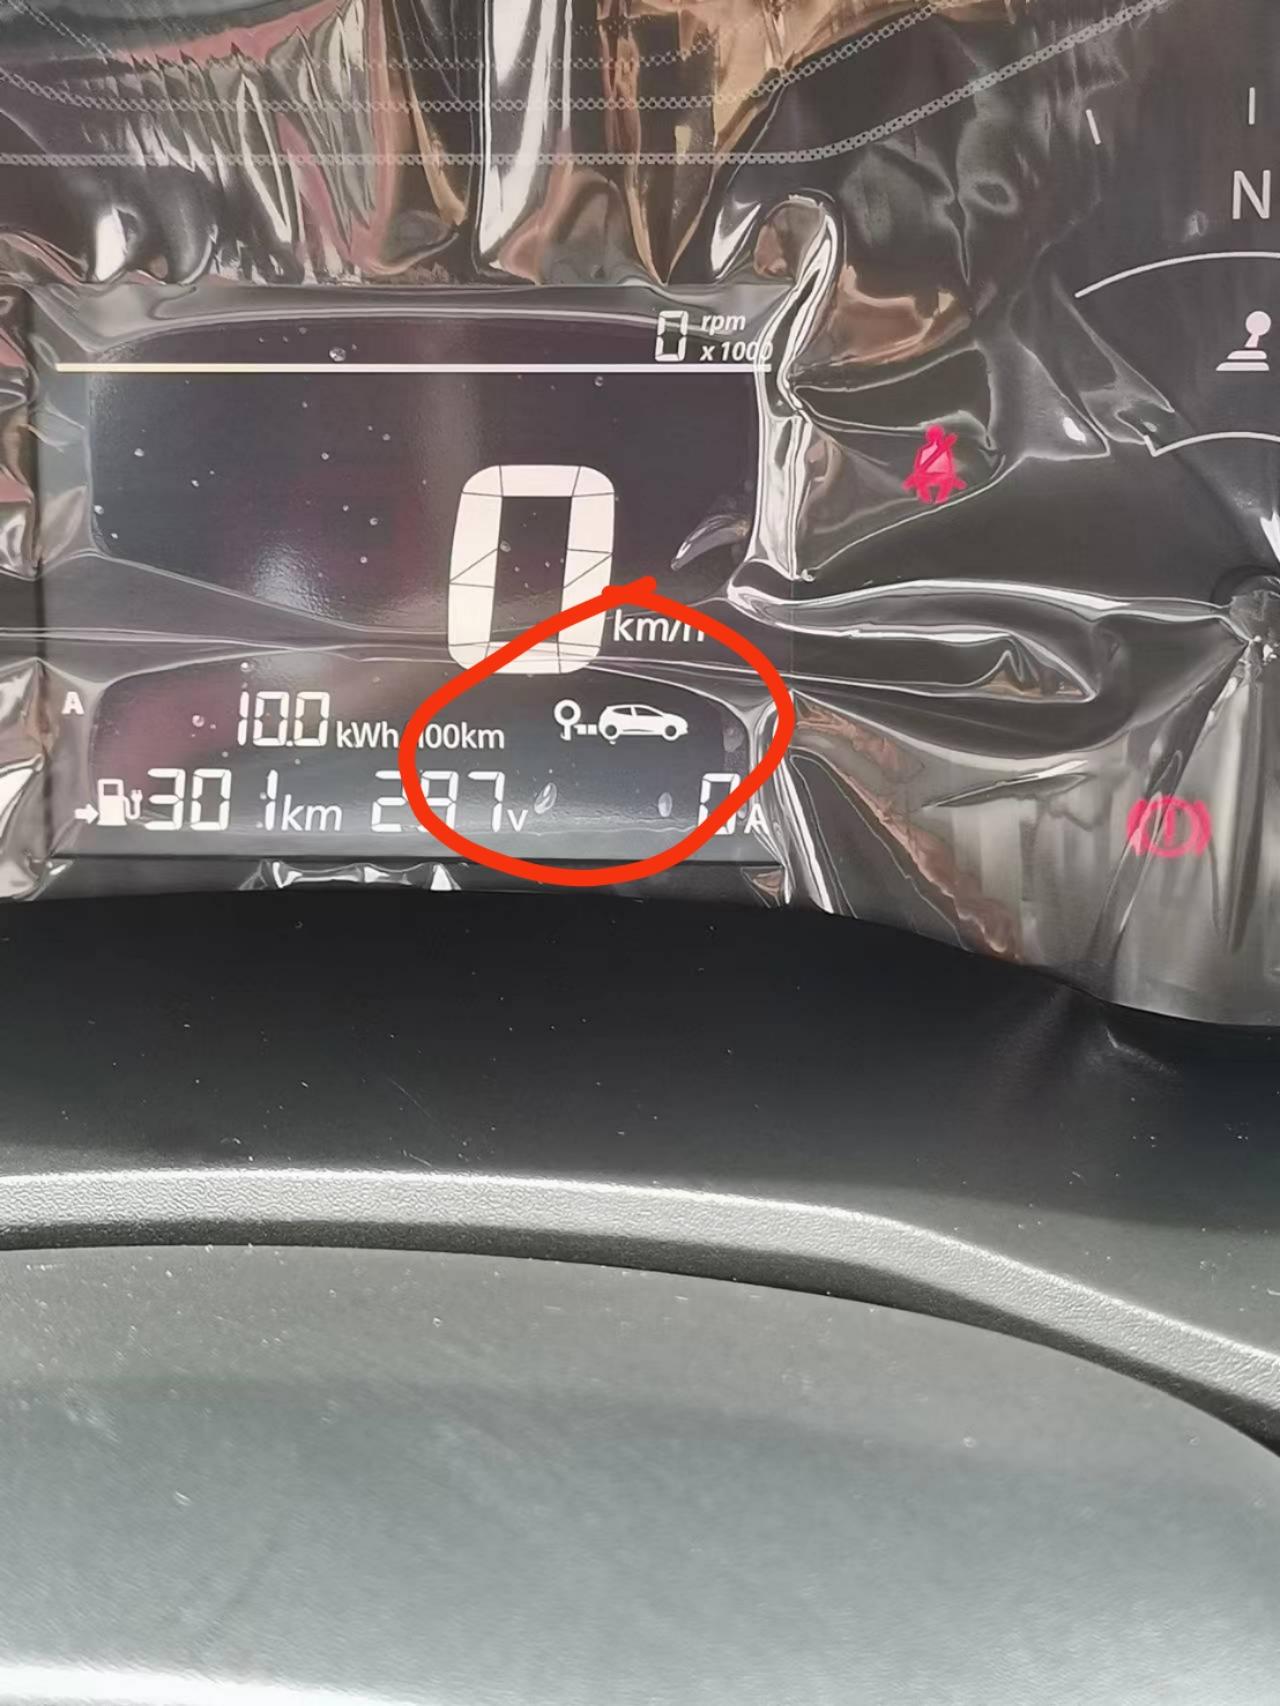 I
N
0 rpm
x 1000
0
km/h
A
10.0 kWh/100km
301km 297v 0A